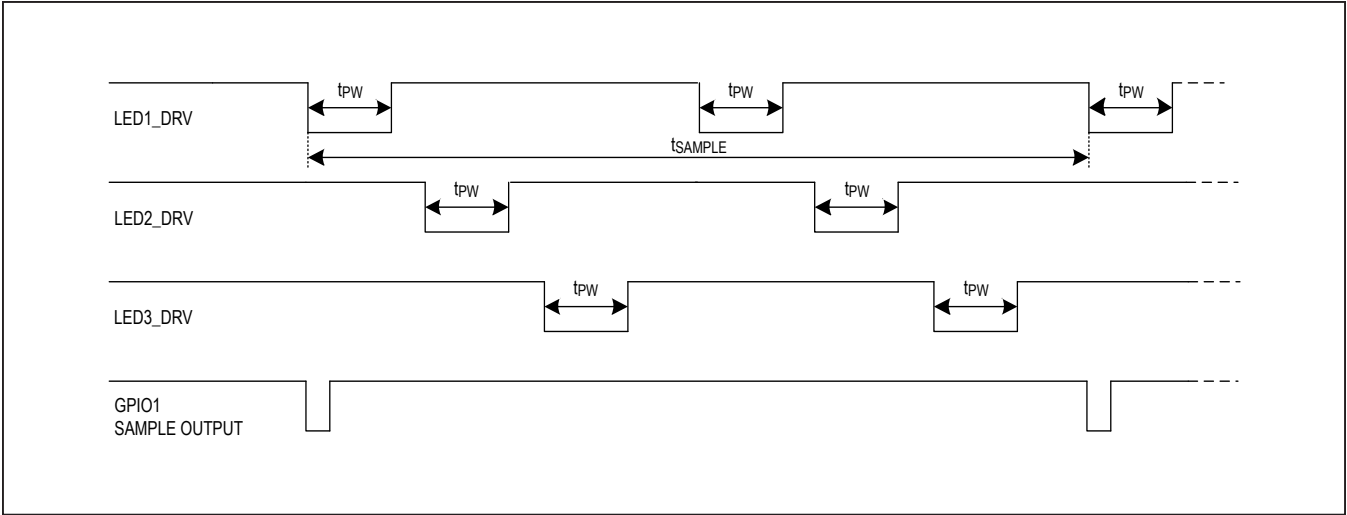 tPW tPW tPW
LED1_DRV
tSAMPLE
tPW tPW
LED2_DRV
tPW tPW
LED3_DRV
GPIO1
SAMPLE OUTPUT